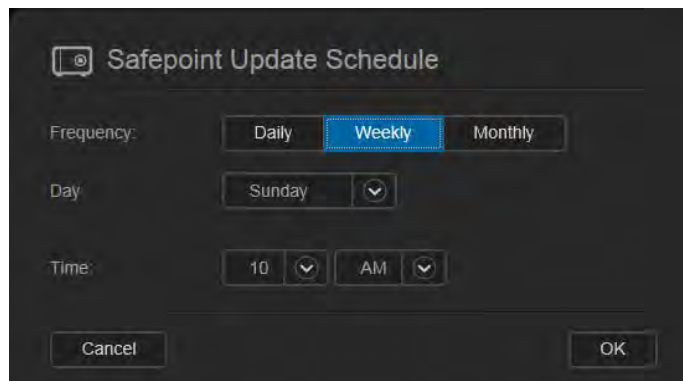 Safepoint Update Schedule
Frequency: Daily Weekly Monthly
Day Sunday
Time: 10 AM
Cancel OK